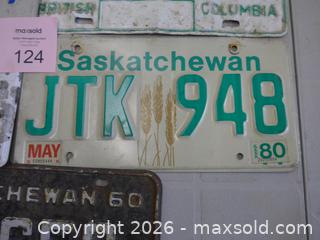 BRITISH COLUMBIA
maxsold
124
Saskatchewan
JTK 948
MAY
80
CHEWAN 60
Copyright 2026 - maxsold.com